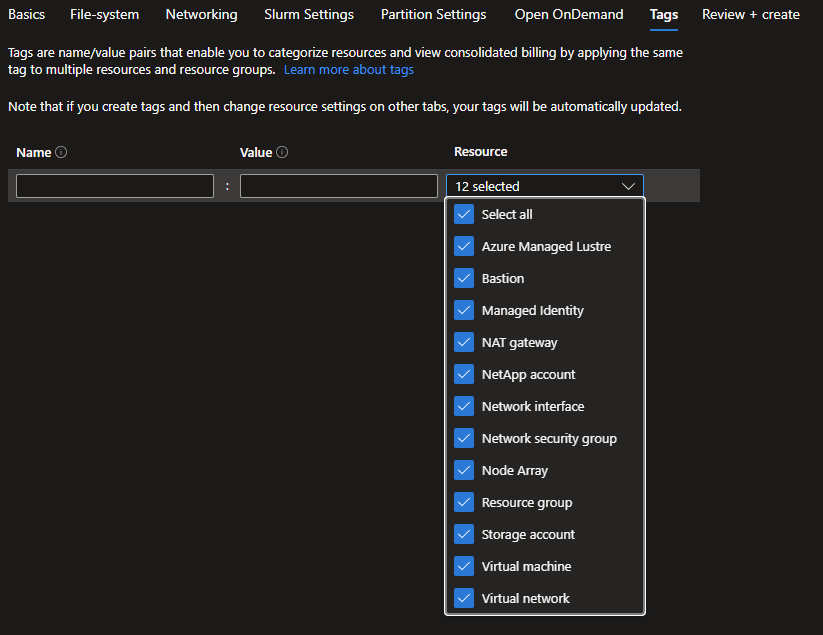 Basics File-system Networking Slurm Settings Partition Settings Open OnDemand Tags Review + create
Tags are name/value pairs that enable you to categorize resources and view consolidated billing by applying the same
tag to multiple resources and resource groups. Learn more about tags
Note that if you create tags and then change resource settings on other tabs, your tags will be automatically updated.
Name Value Resource
: 12 selected
Select all
Azure Managed Lustre
Bastion
Managed Identity
NAT gateway
NetApp account
Network interface
Network security group
Node Array
Resource group
Storage account
Virtual machine
Virtual network